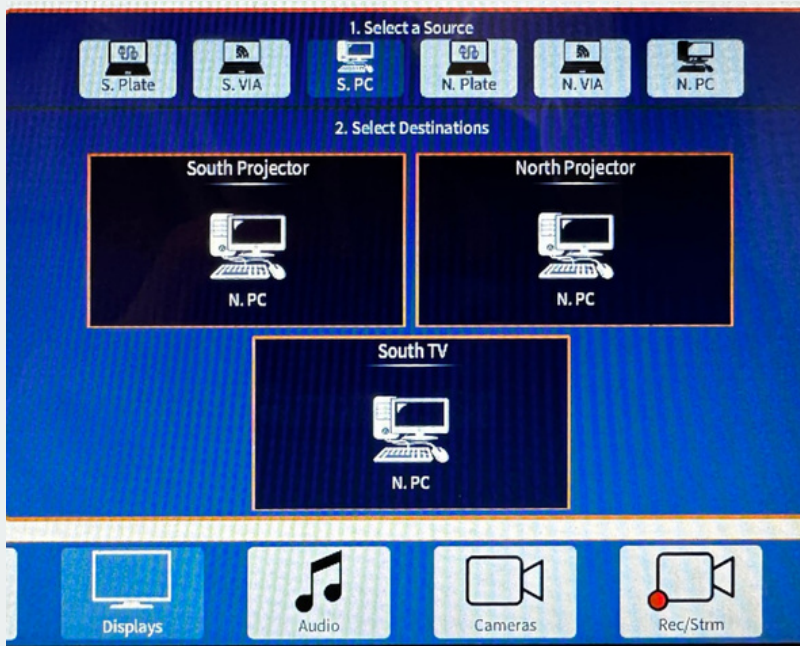 1. Select a Source
S. Plate
S. VIA
S. PC
N. Plate
N. VIA
N. PC
2. Select Destinations
South Projector
North Projector
N. PC
N. PC
South TV
N. PC
Displays
Audio
Cameras
Rec/Strm